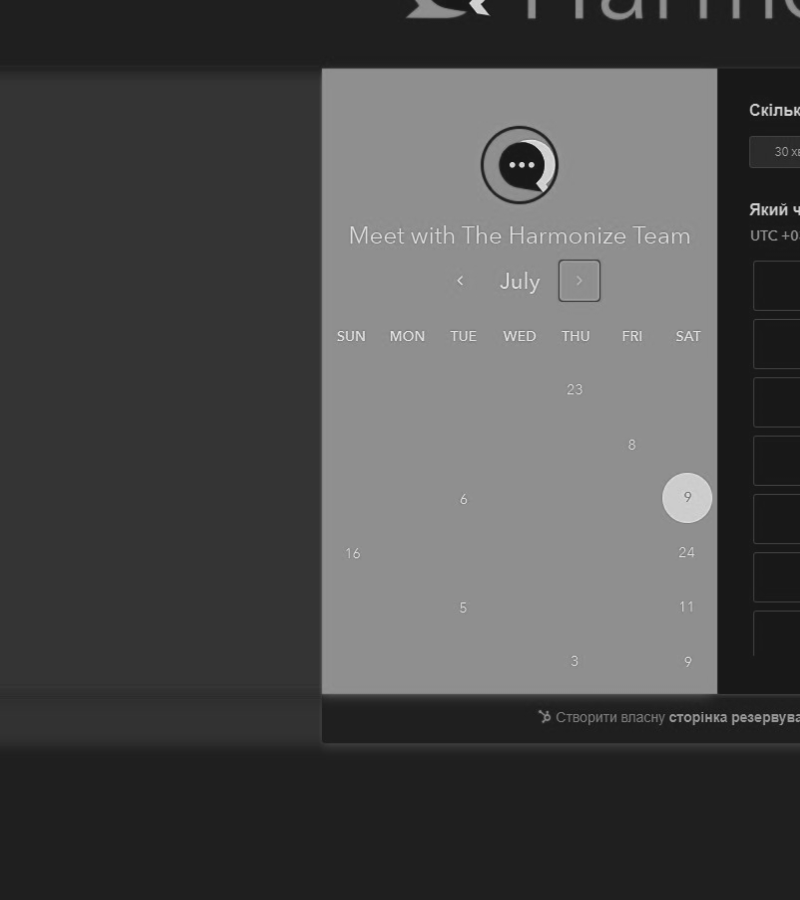 Harmo
Meet with The Harmonize Team
July
SUN MON TUE WED THU FRI SAT
23
8
6 9
16 24
5 11
3 9
Скільк
30 хв
Який ч
UTC +0
Створити власну сторінка резервува